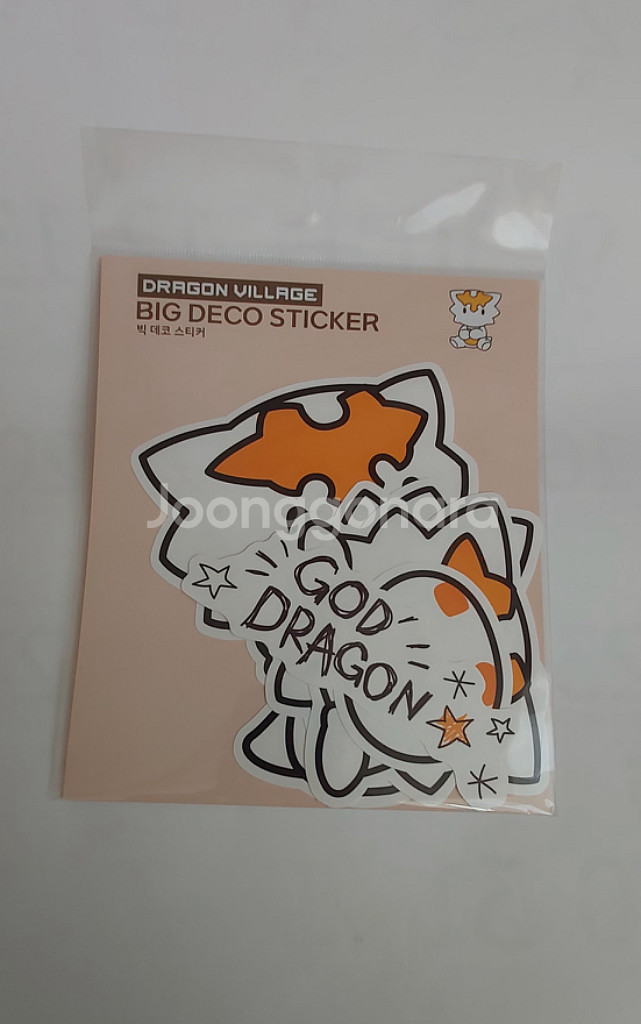 DRAGON VILLAGE
BIG DECO STICKER
빅 데코 스티커
Joonggonara
GOD
DRAGON